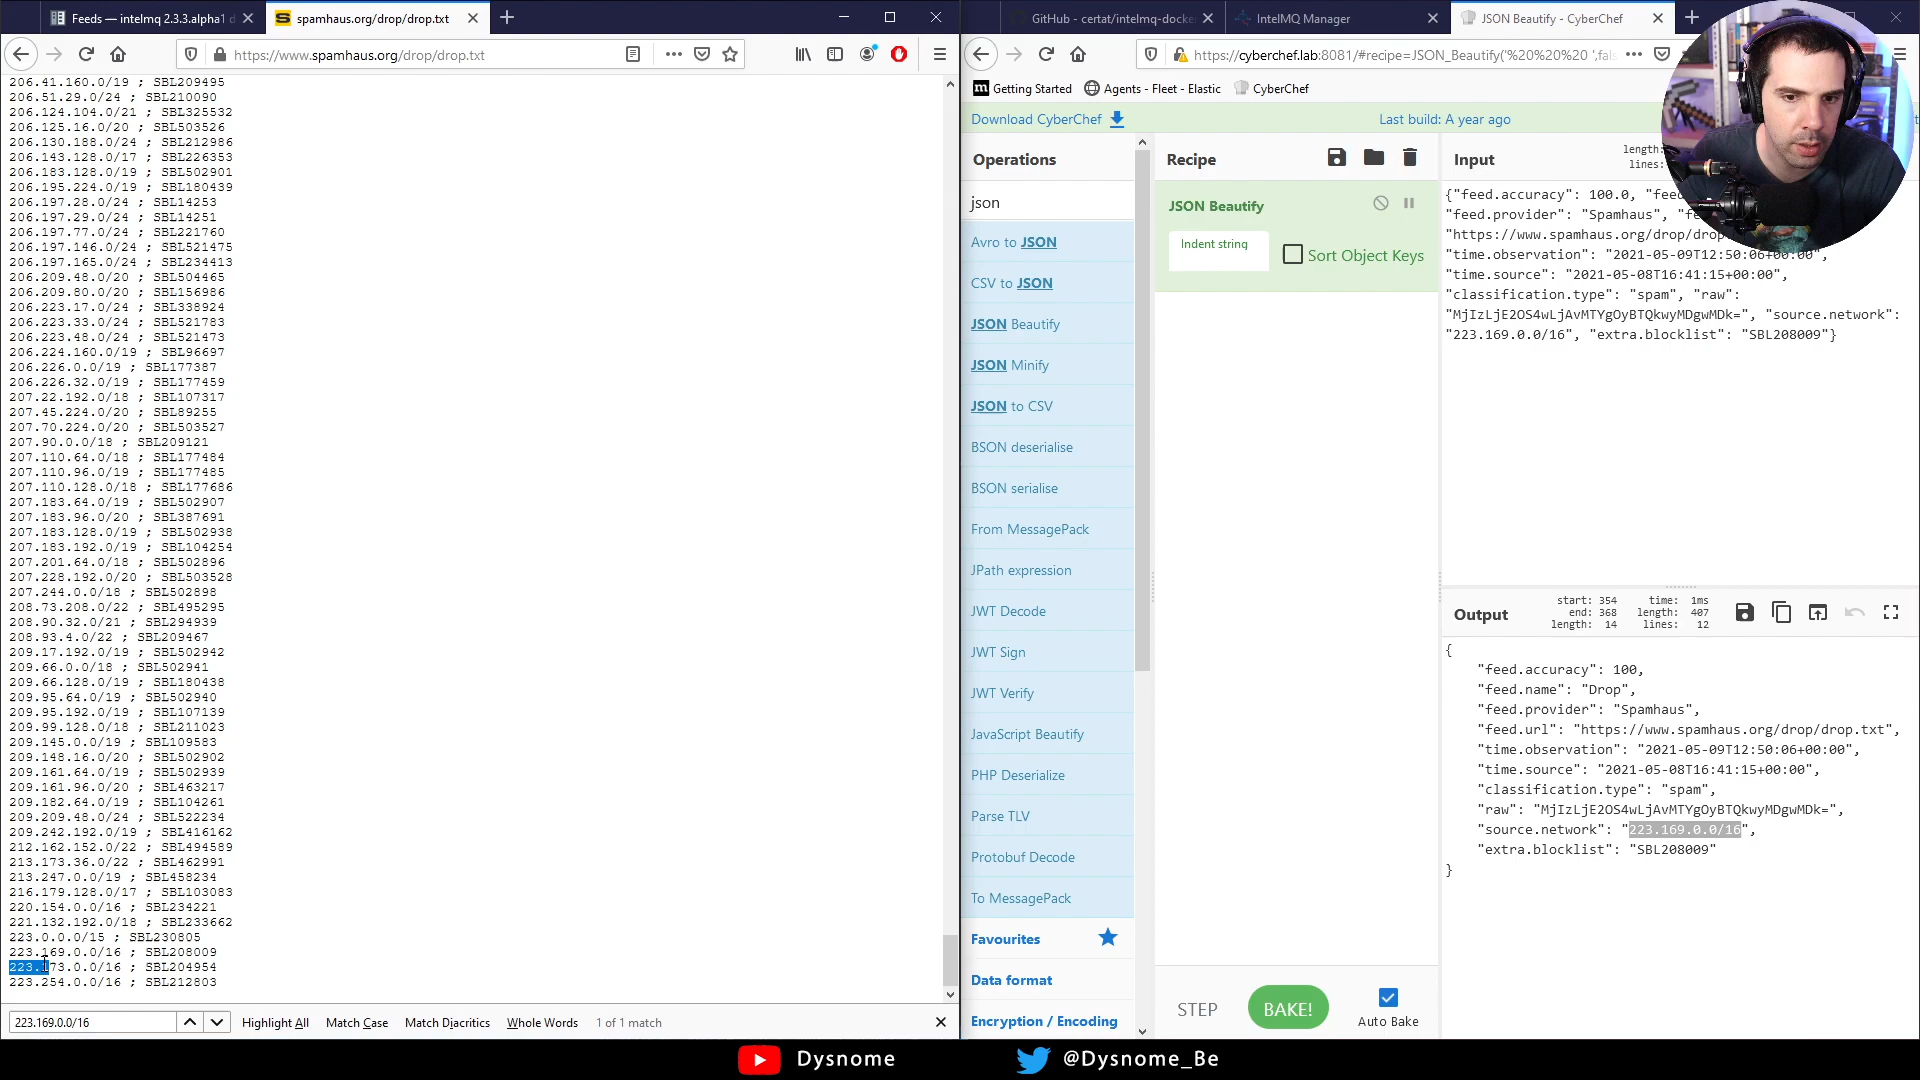 Feeds — intelmq 2.3.3.alpha1 d
spamhaus.org/drop/drop.txt
https://www.spamhaus.org/drop/drop.txt
206.41.160.0/19 ; SBL209495
206.51.29.0/24 ; SBL210090
206.124.104.0/21 ; SBL325532
206.125.16.0/20 ; SBL503526
206.130.188.0/24 ; SBL212986
206.143.128.0/17 ; SBL226353
206.183.128.0/19 ; SBL502901
206.195.224.0/19 ; SBL180439
206.197.28.0/24 ; SBL14253
206.197.29.0/24 ; SBL14251
206.197.77.0/24 ; SBL221760
206.197.146.0/24 ; SBL521475
206.197.165.0/24 ; SBL234413
206.209.48.0/20 ; SBL504465
206.209.80.0/20 ; SBL156986
206.223.17.0/24 ; SBL338924
206.223.33.0/24 ; SBL521783
206.223.48.0/24 ; SBL521473
206.224.160.0/19 ; SBL96697
206.226.0.0/19 ; SBL177387
206.226.32.0/19 ; SBL177459
207.22.192.0/18 ; SBL107317
207.45.224.0/20 ; SBL89255
207.70.224.0/20 ; SBL503527
207.90.0.0/18 ; SBL209121
207.110.64.0/18 ; SBL177484
207.110.96.0/19 ; SBL177485
207.110.128.0/18 ; SBL177686
207.183.64.0/19 ; SBL502907
207.183.96.0/20 ; SBL387691
207.183.128.0/19 ; SBL502938
207.183.192.0/19 ; SBL104254
207.201.64.0/18 ; SBL502896
207.228.192.0/20 ; SBL503528
207.244.0.0/18 ; SBL502898
208.73.208.0/22 ; SBL495295
208.90.32.0/21 ; SBL294939
208.93.4.0/22 ; SBL209467
209.17.192.0/19 ; SBL502942
209.66.0.0/18 ; SBL502941
209.66.128.0/19 ; SBL180438
209.95.64.0/19 ; SBL502940
209.95.192.0/19 ; SBL107139
209.99.128.0/18 ; SBL211023
209.145.0.0/19 ; SBL109583
209.148.16.0/20 ; SBL502902
209.161.64.0/19 ; SBL502939
209.161.96.0/20 ; SBL463217
209.182.64.0/19 ; SBL104261
209.209.48.0/24 ; SBL522234
209.242.192.0/19 ; SBL416162
212.162.152.0/22 ; SBL494589
213.173.36.0/22 ; SBL462991
213.247.0.0/19 ; SBL458234
216.179.128.0/17 ; SBL103083
220.154.0.0/16 ; SBL234221
221.132.192.0/18 ; SBL233662
223.0.0.0/15 ; SBL230805
223.169.0.0/16 ; SBL208009
223.173.0.0/16 ; SBL204954
223.254.0.0/16 ; SBL212803
223.169.0.0/16
Highlight All
Match Case
Match Diacritics
Whole Words
1 of 1 match
GitHub - certat/intelmq-docke
IntelMQ Manager
JSON Beautify - CyberChef
https://cyberchef.lab:8081/#recipe=JSON_Beautify('%20%20%20 ',fals
Getting Started
Agents - Fleet - Elastic
CyberChef
Download CyberChef
Last build: A year ago
Operations
json
Avro to JSON
CSV to JSON
JSON Beautify
JSON Minify
JSON to CSV
BSON deserialise
BSON serialise
From MessagePack
JPath expression
JWT Decode
JWT Sign
JWT Verify
JavaScript Beautify
PHP Deserialize
Parse TLV
Protobuf Decode
To MessagePack
Favourites
Data format
Encryption / Encoding
Recipe
JSON Beautify
Indent string
Sort Object Keys
STEP
BAKE!
Auto Bake
Input
length:
lines:
{"feed.accuracy": 100.0,
"feed.provider": "Spamhaus",
"https://www.spamhaus.org/drop/drop
"time.observation": "2021-05-09T12:50:06+00:00",
"time.source": "2021-05-08T16:41:15+00:00",
"classification.type": "spam", "raw":
"MjIzLjE2OS4wLjAvMTYgOyBTQkwyMDgwMDk=", "source.network":
"223.169.0.0/16", "extra.blocklist": "SBL208009"}
Output
start: 354
end: 368
length: 14
time: 1ms
length: 407
lines: 12
{
"feed.accuracy": 100,
"feed.name": "Drop",
"feed.provider": "Spamhaus",
"feed.url": "https://www.spamhaus.org/drop/drop.txt",
"time.observation": "2021-05-09T12:50:06+00:00",
"time.source": "2021-05-08T16:41:15+00:00",
"classification.type": "spam",
"raw": "MjIzLjE2OS4wLjAvMTYgOyBTQkwyMDgwMDk=",
"source.network": "223.169.0.0/16",
"extra.blocklist": "SBL208009"
}
Dysnome
@Dysnome_Be